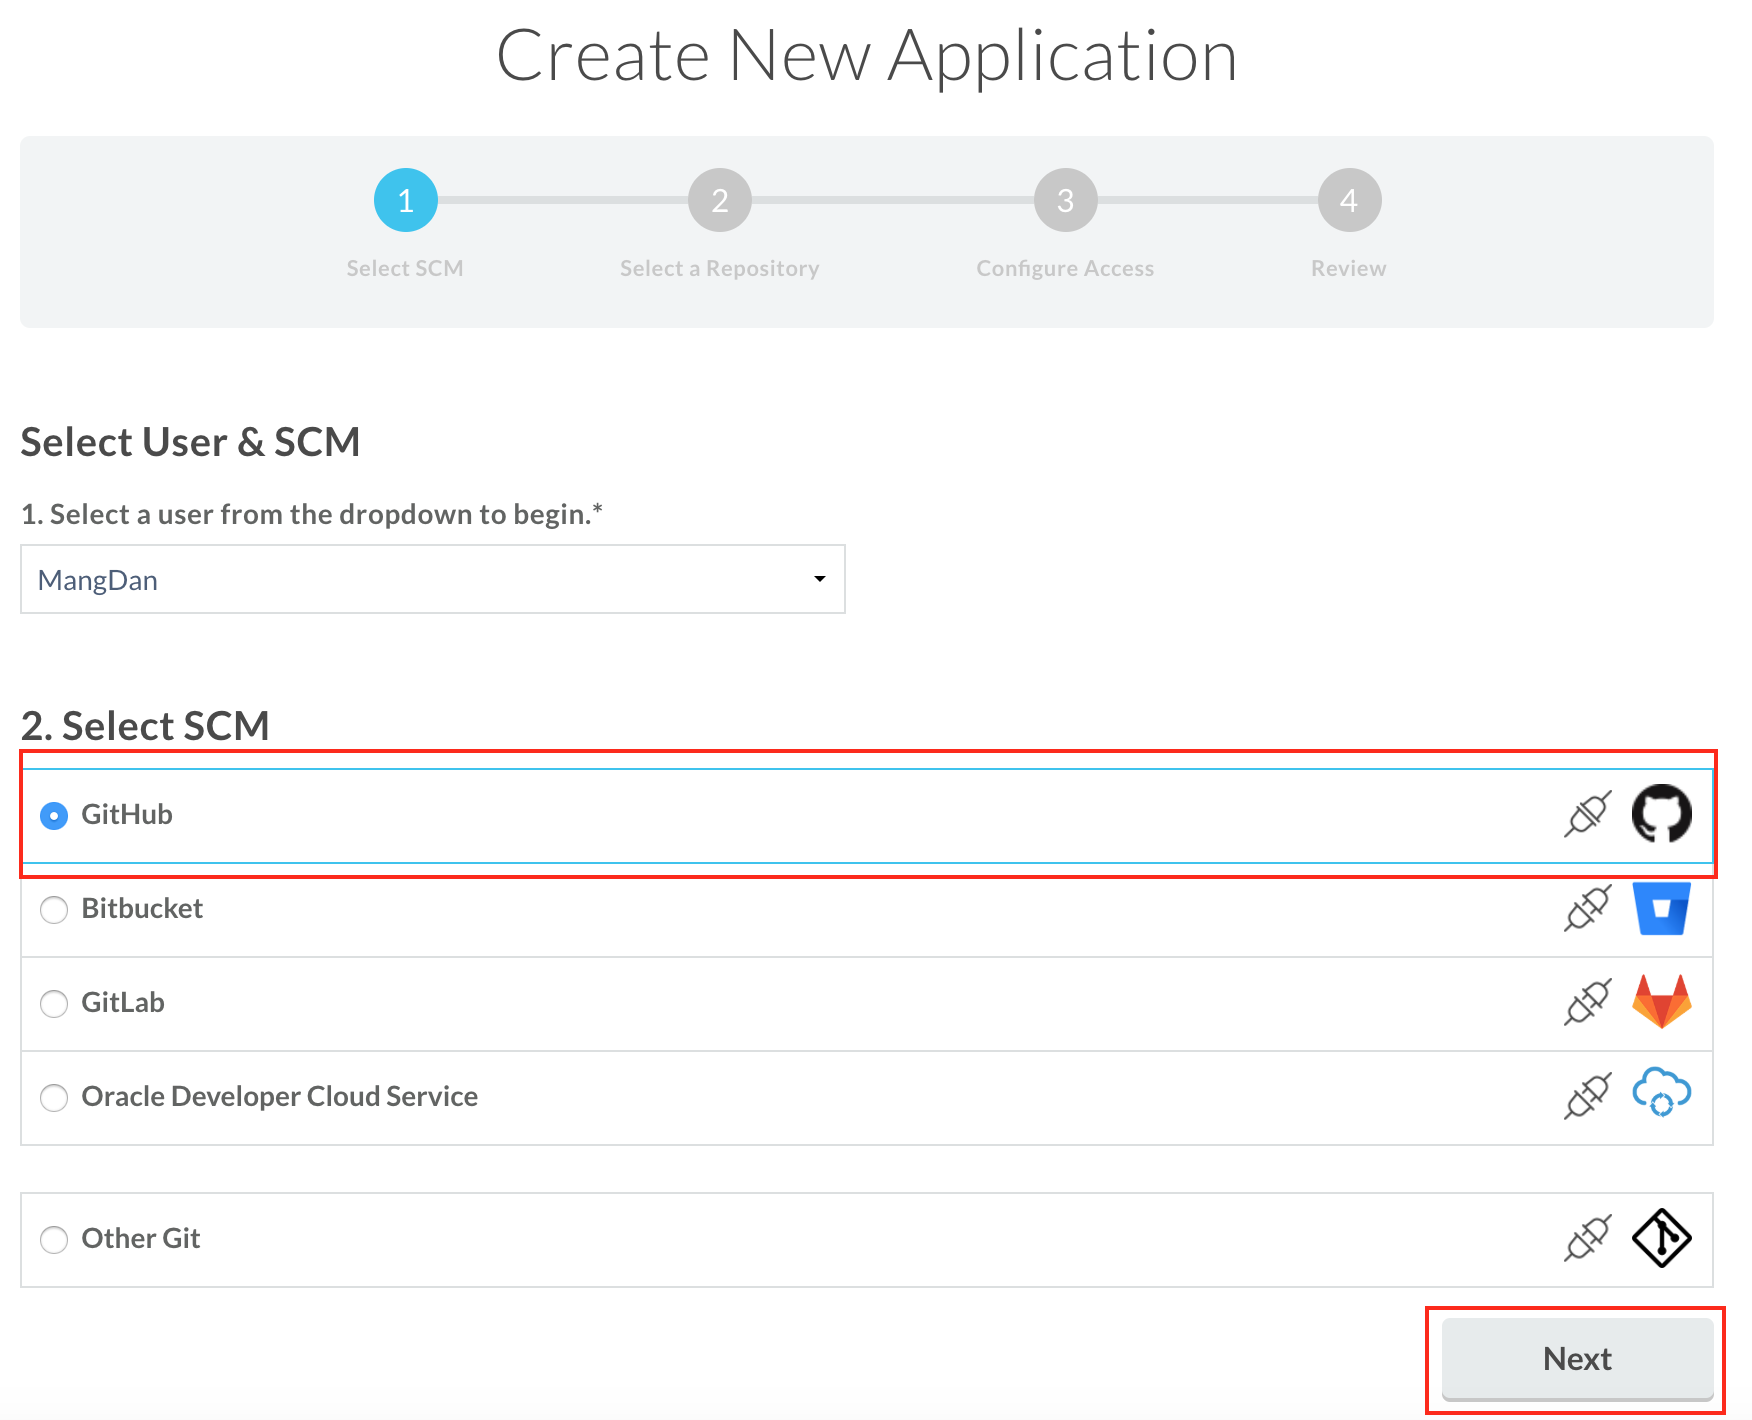 Create New Application
1
2
3
4
Select SCM
Select a Repository
Configure Access
Review
Select User & SCM
1. Select a user from the dropdown to begin.*
MangDan
2. Select SCM
GitHub
Bitbucket
GitLab
Oracle Developer Cloud Service
Other Git
Next